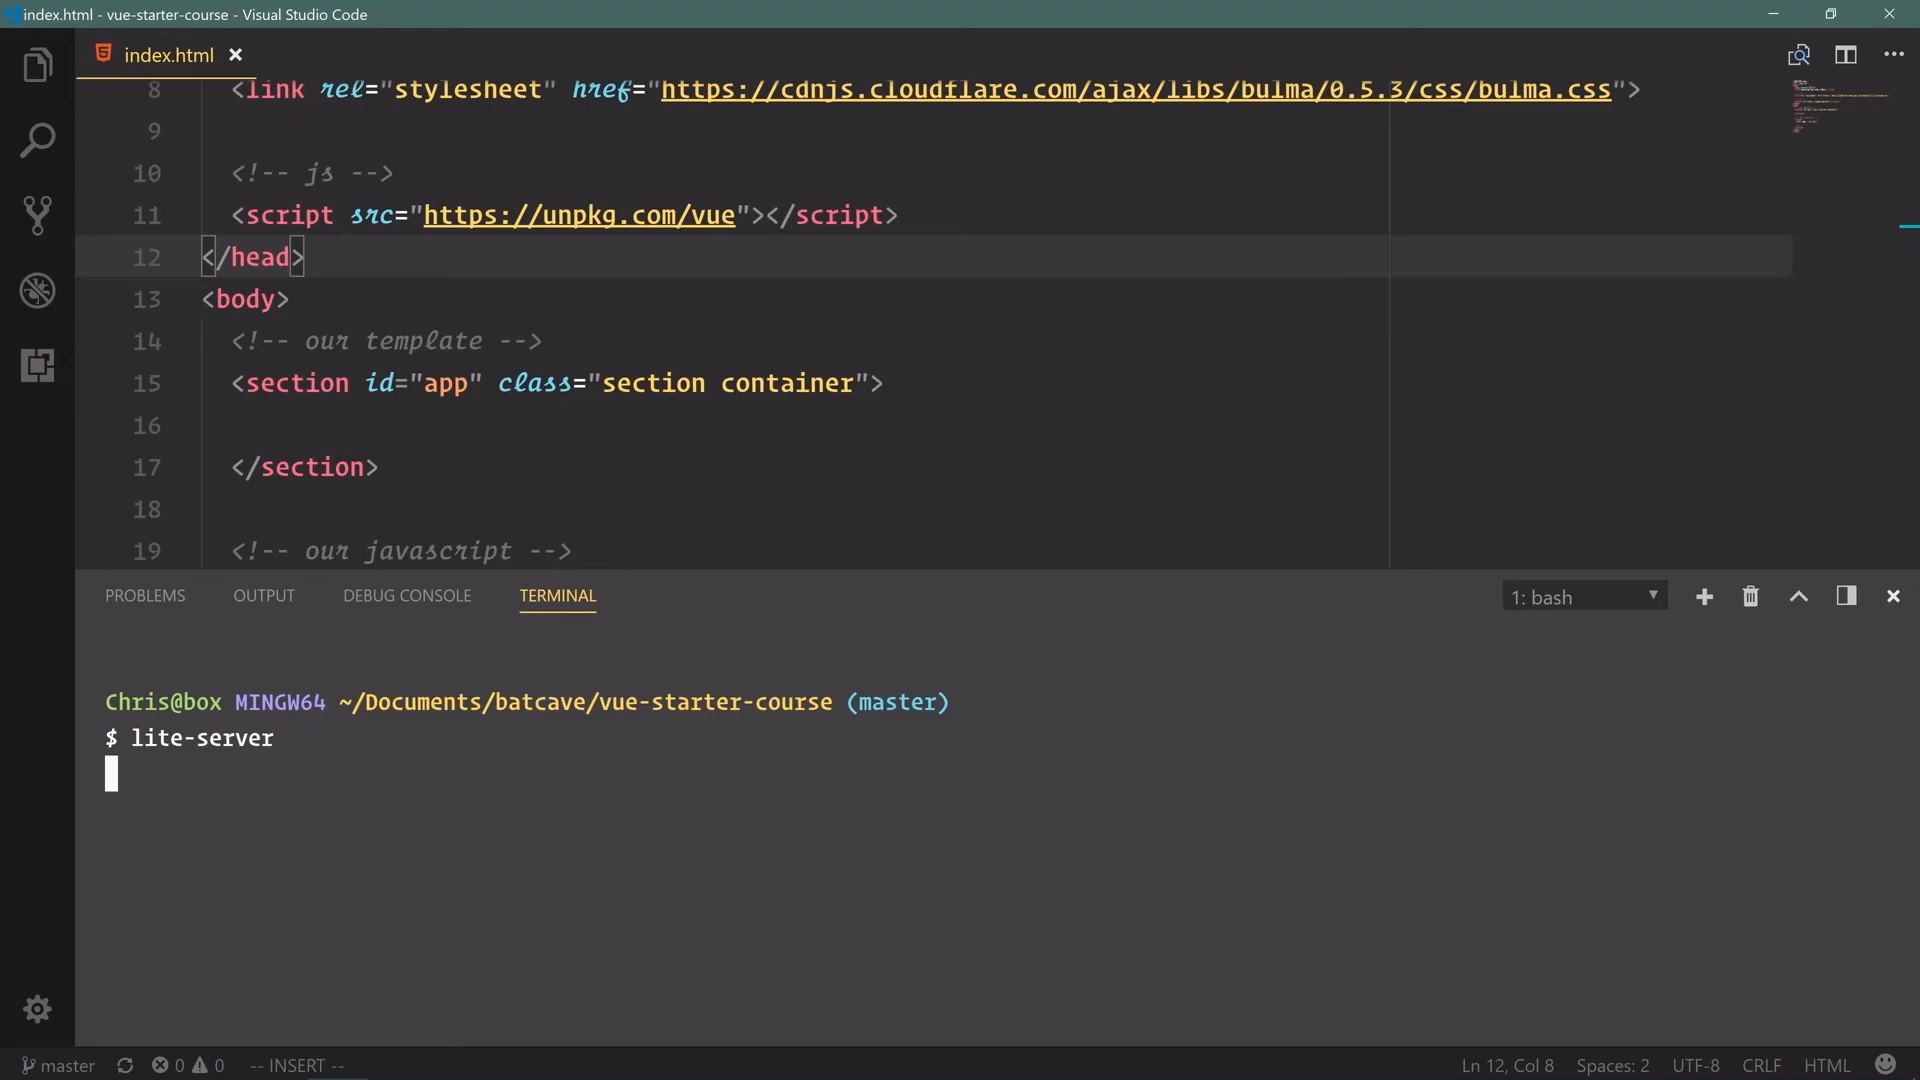 index.html - vue-starter-course - Visual Studio Code
index.html
8 <link rel="stylesheet" href="https://cdnjs.cloudflare.com/ajax/libs/bulma/0.5.3/css/bulma.css">
9
10 <!-- js -->
11 <script src="https://unpkg.com/vue"></script>
12 </head>
13 <body>
14 <!-- our template -->
15 <section id="app" class="section container">
16
17 </section>
18
19 <!-- our javascript -->
PROBLEMS OUTPUT DEBUG CONSOLE TERMINAL 1: bash
Chris@box MINGW64 ~/Documents/batcave/vue-starter-course (master)
$ lite-server
master 0 0 -- INSERT -- Ln 12, Col 8 Spaces: 2 UTF-8 CRLF HTML